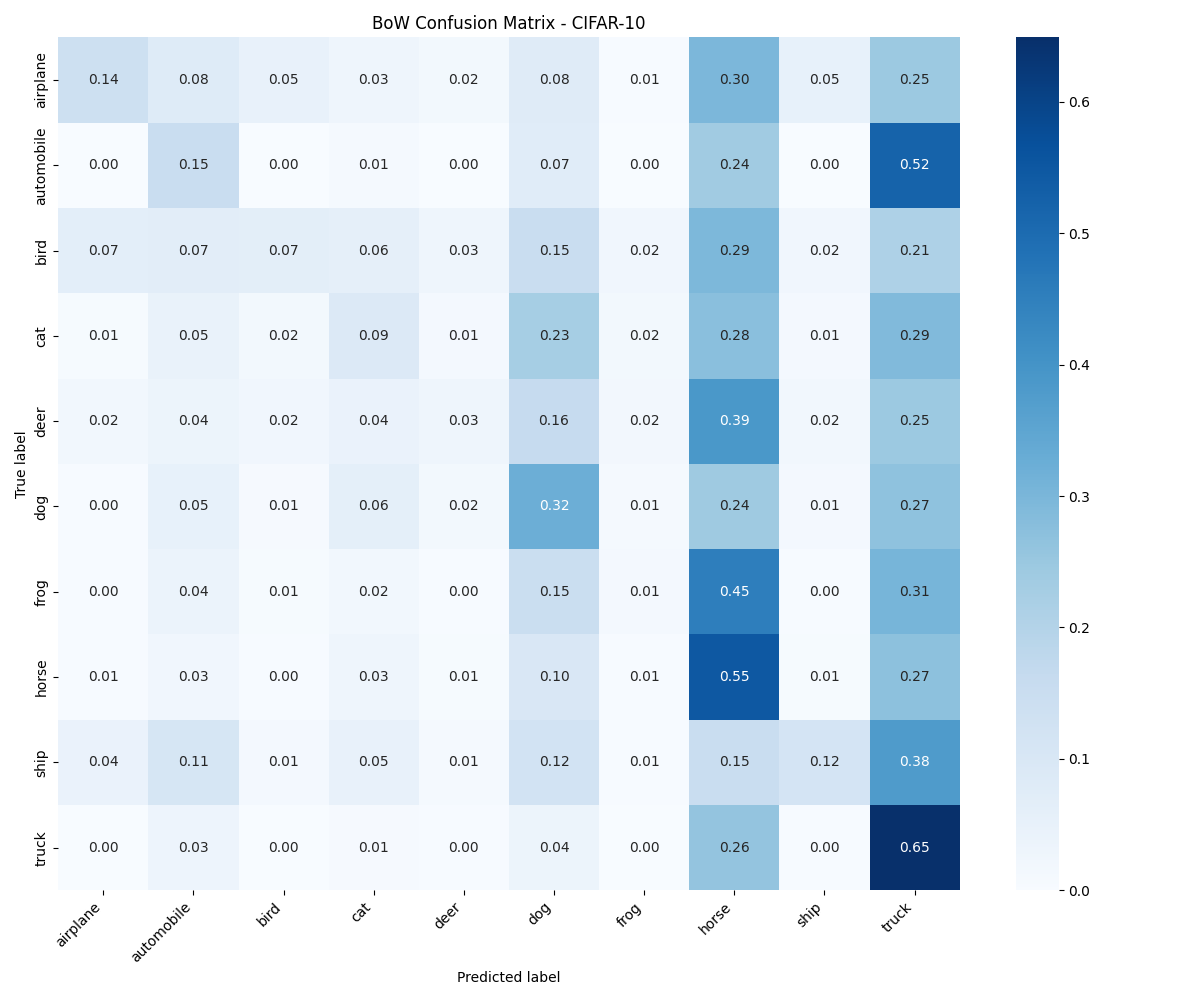 BoW Confusion Matrix - CIFAR-10
True label
airplane 0.14 0.08 0.05 0.03 0.02 0.08 0.01 0.30 0.05 0.25
automobile 0.00 0.15 0.00 0.01 0.00 0.07 0.00 0.24 0.00 0.52
bird 0.07 0.07 0.07 0.06 0.03 0.15 0.02 0.29 0.02 0.21
cat 0.01 0.05 0.02 0.09 0.01 0.23 0.02 0.28 0.01 0.29
deer 0.02 0.04 0.02 0.04 0.03 0.16 0.02 0.39 0.02 0.25
dog 0.00 0.05 0.01 0.06 0.02 0.32 0.01 0.24 0.01 0.27
frog 0.00 0.04 0.01 0.02 0.00 0.15 0.01 0.45 0.00 0.31
horse 0.01 0.03 0.00 0.03 0.01 0.10 0.01 0.55 0.01 0.27
ship 0.04 0.11 0.01 0.05 0.01 0.12 0.01 0.15 0.12 0.38
truck 0.00 0.03 0.00 0.01 0.00 0.04 0.00 0.26 0.00 0.65
airplane automobile bird cat deer dog frog horse ship truck
Predicted label
0.6
0.5
0.4
0.3
0.2
0.1
0.0